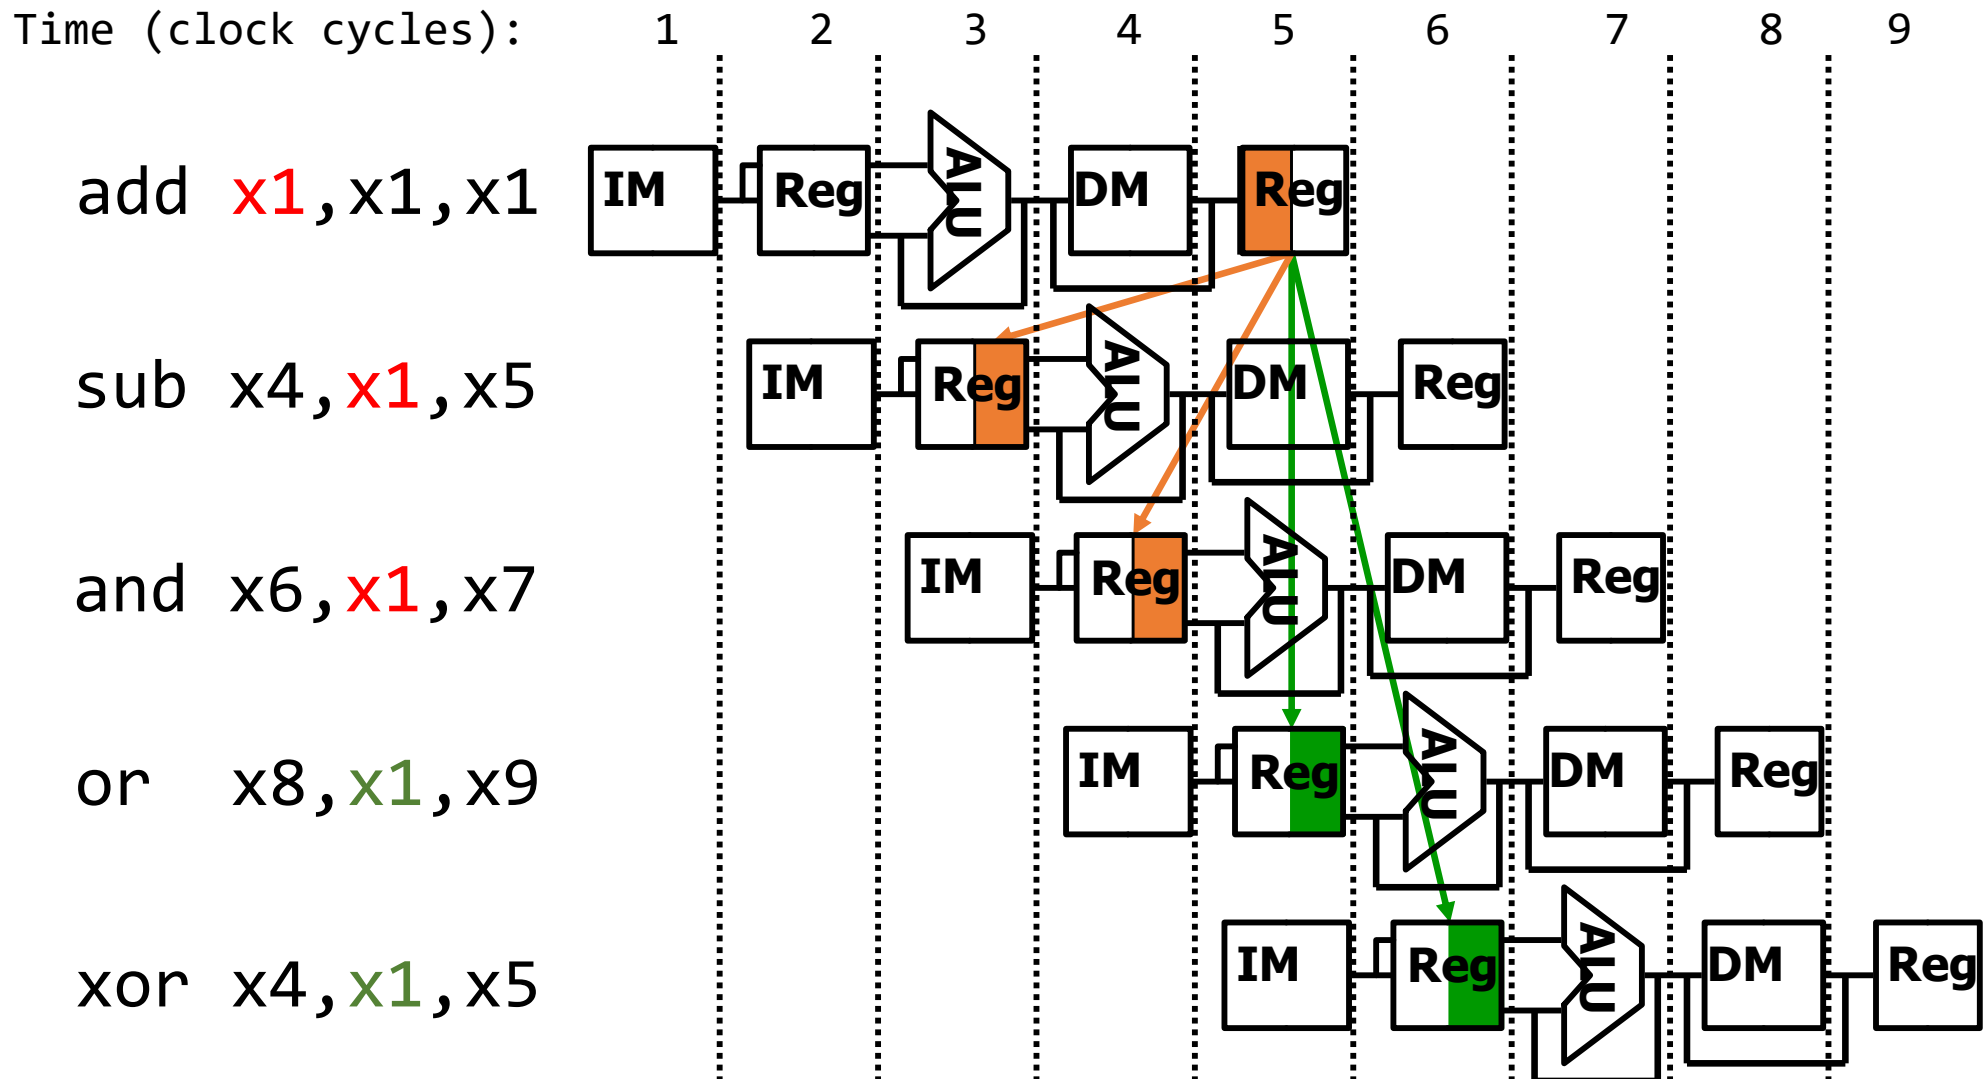 Time (clock cycles): 1 2 3 4 5 6 7 8 9
add x1,x1,x1 IM Reg ALU DM Reg
sub x4,x1,x5 IM Reg ALU DM Reg
and x6,x1,x7 IM Reg ALU DM Reg
or x8,x1,x9 IM Reg ALU DM Reg
xor x4,x1,x5 IM Reg ALU DM Reg